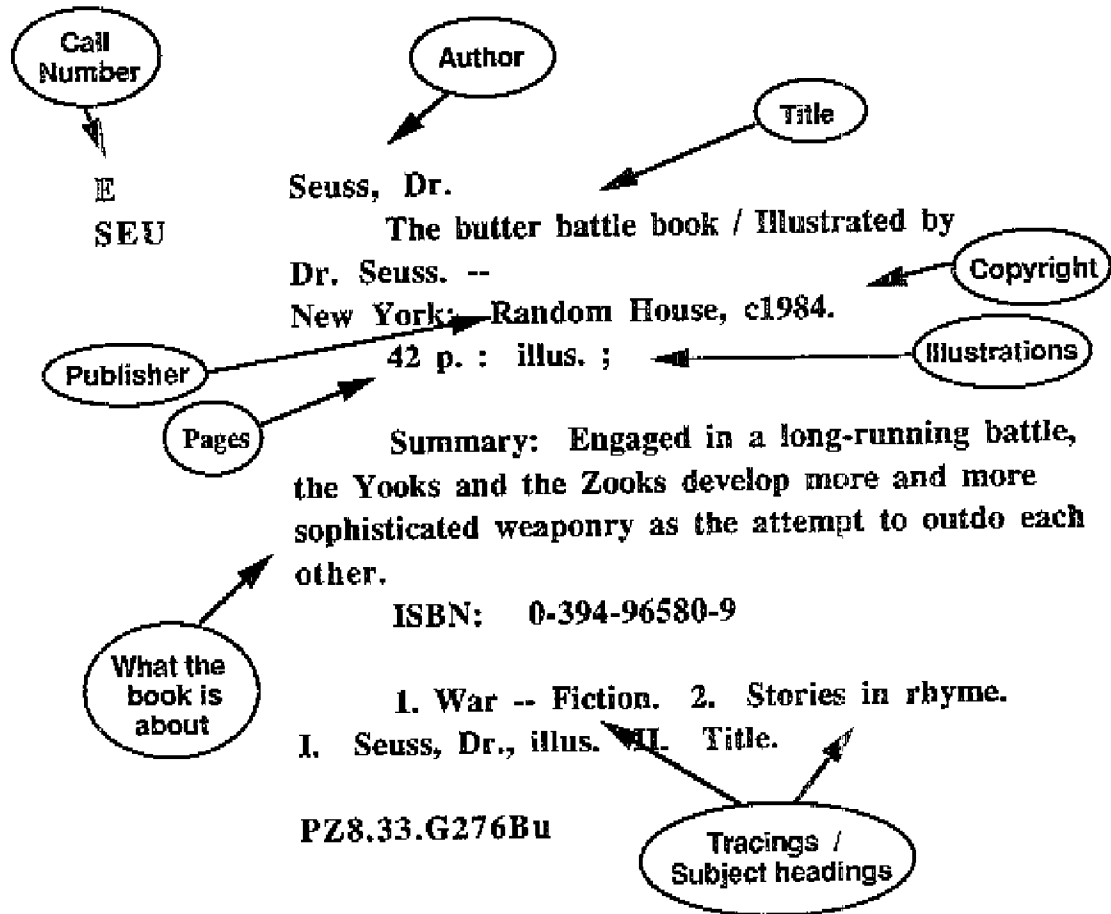 Call
Number
Author
Title
E
SEU
Seuss, Dr.
The butter battle book / Illustrated by
Dr. Seuss. --
Copyright
New York: Random House, c1984.
Publisher
42 p. : illus. ;
Illustrations
Pages
Summary: Engaged in a long-running battle,
the Yooks and the Zooks develop more and more
sophisticated weaponry as the attempt to outdo each
other.
ISBN: 0-394-96580-9
What the
book is
about
1. War -- Fiction. 2. Stories in rhyme.
I. Seuss, Dr., illus. II. Title.
PZ8.33.G276Bu
Tracings /
Subject headings